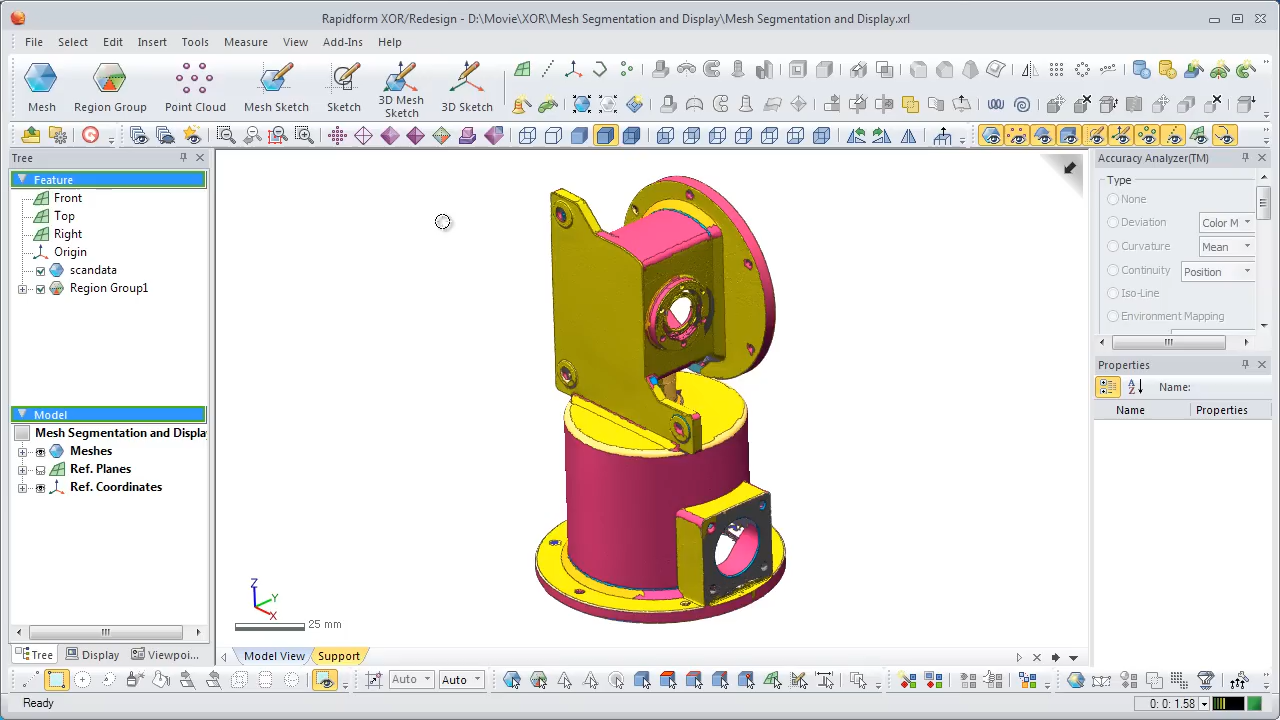 Rapidform XOR/Redesign - D:\Movie\XOR\Mesh Segmentation and Display\Mesh Segmentation and Display.xrl
File Select Edit Insert Tools Measure View Add-Ins Help
Mesh Region Group Point Cloud Mesh Sketch Sketch 3D Mesh Sketch 3D Sketch
Tree
Feature
Front
Top
Right
Origin
scandata
Region Group1
Model
Mesh Segmentation and Displa
Meshes
Ref. Planes
Ref. Coordinates
Tree Display Viewpoi...
Z
Y
X
25 mm
Model View Support
Accuracy Analyzer(TM)
Type
None
Deviation Color M
Curvature Mean
Continuity Position
Iso-Line
Environment Mapping
Properties
Name:
Name Properties
Auto Auto
Ready
0: 0: 1.58